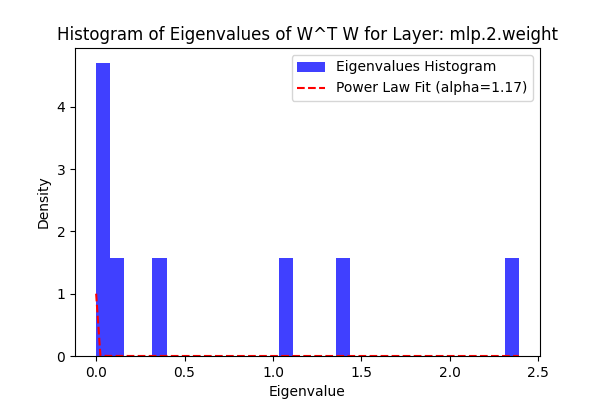 Histogram of Eigenvalues of W^T W for Layer: mlp.2.weight
Eigenvalues Histogram
Power Law Fit (alpha=1.17)
Density
4
3
2
1
0
0.0 0.5 1.0 1.5 2.0 2.5
Eigenvalue